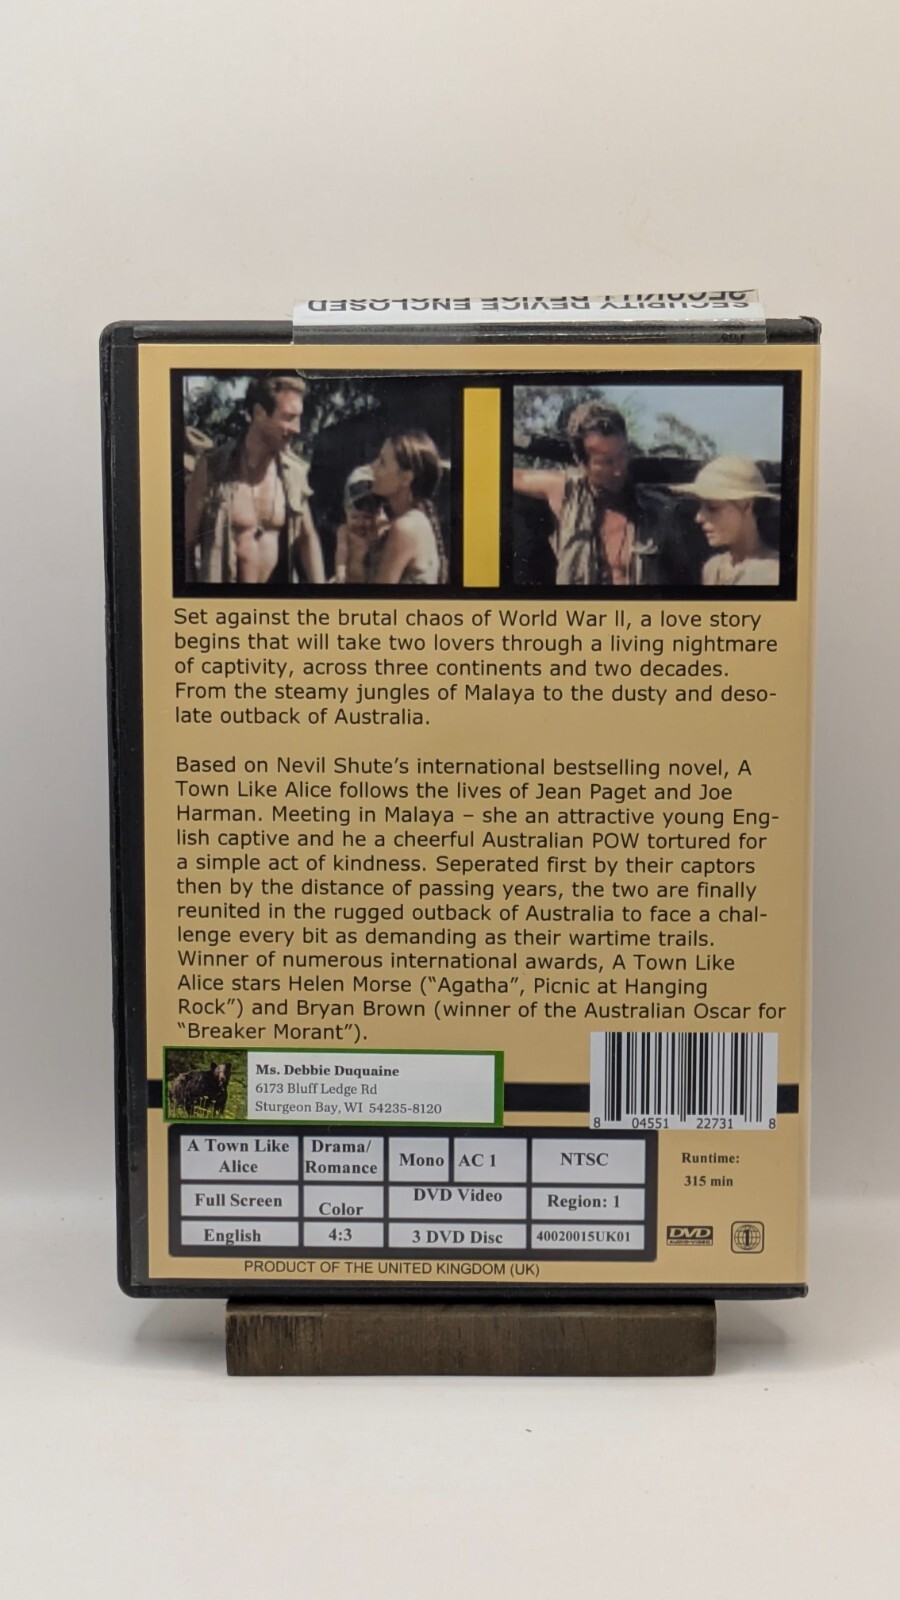 SECURITY DEVICE ENCLOSED
Set against the brutal chaos of World War II, a love story
begins that will take two lovers through a living nightmare
of captivity, across three continents and two decades.
From the steamy jungles of Malaya to the dusty and deso-
late outback of Australia.
Based on Nevil Shute's international bestselling novel, A
Town Like Alice follows the lives of Jean Paget and Joe
Harman. Meeting in Malaya – she an attractive young Eng-
lish captive and he a cheerful Australian POW tortured for
a simple act of kindness. Seperated first by their captors
then by the distance of passing years, the two are finally
reunited in the rugged outback of Australia to face a chal-
lenge every bit as demanding as their wartime trails.
Winner of numerous international awards, A Town Like
Alice stars Helen Morse ("Agatha", Picnic at Hanging
Rock") and Bryan Brown (winner of the Australian Oscar for
"Breaker Morant").
Ms. Debbie Duquaine
6173 Bluff Ledge Rd
Sturgeon Bay, WI 54235-8120
8 04551 22731 8
A Town Like
Alice
Drama/
Romance
Mono
AC 1
NTSC
Full Screen
Color
DVD Video
Region: 1
English
4:3
3 DVD Disc
40020015UK01
Runtime:
315 min
DVD
AUDIO/VIDEO
1
PRODUCT OF THE UNITED KINGDOM (UK)